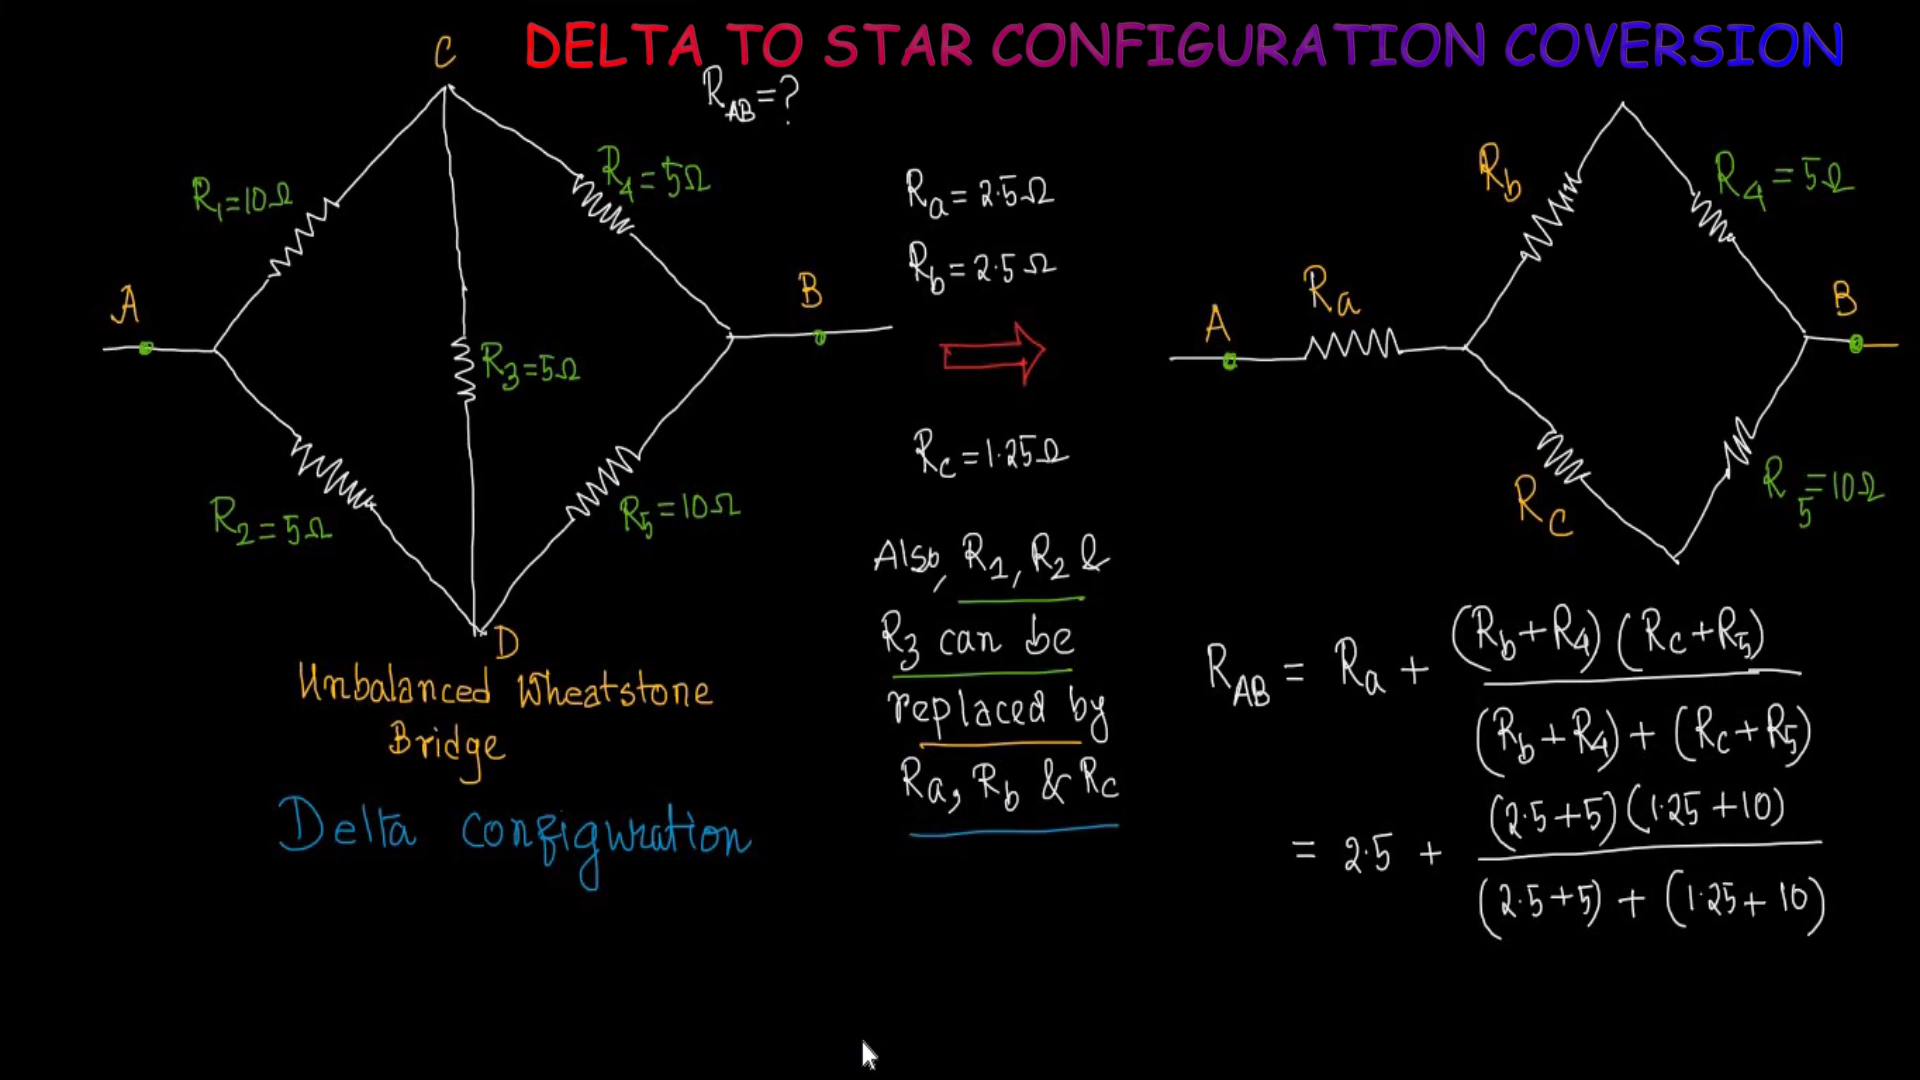 DELTA TO STAR CONFIGURATION COVERSION
R_AB = ?
C
R₁=10Ω
R₄=5Ω
A
B
R₃=5Ω
R₂=5Ω
R₅=10Ω
D
Unbalanced Wheatstone
Bridge
Delta configuration
Ra = 2.5Ω
Rb = 2.5Ω
Rc = 1.25Ω
Also, R₁, R₂ &
R₃ can be
replaced by
Ra, Rb & Rc
Rb
R₄ = 5Ω
Ra
A
B
Rc
R₅ = 10Ω
R_AB = Ra + (Rb+R₄) (Rc+R₅)
(Rb+R₄) + (Rc+R₅)
= 2.5 + (2.5+5) (1.25+10)
(2.5+5) + (1.25+10)